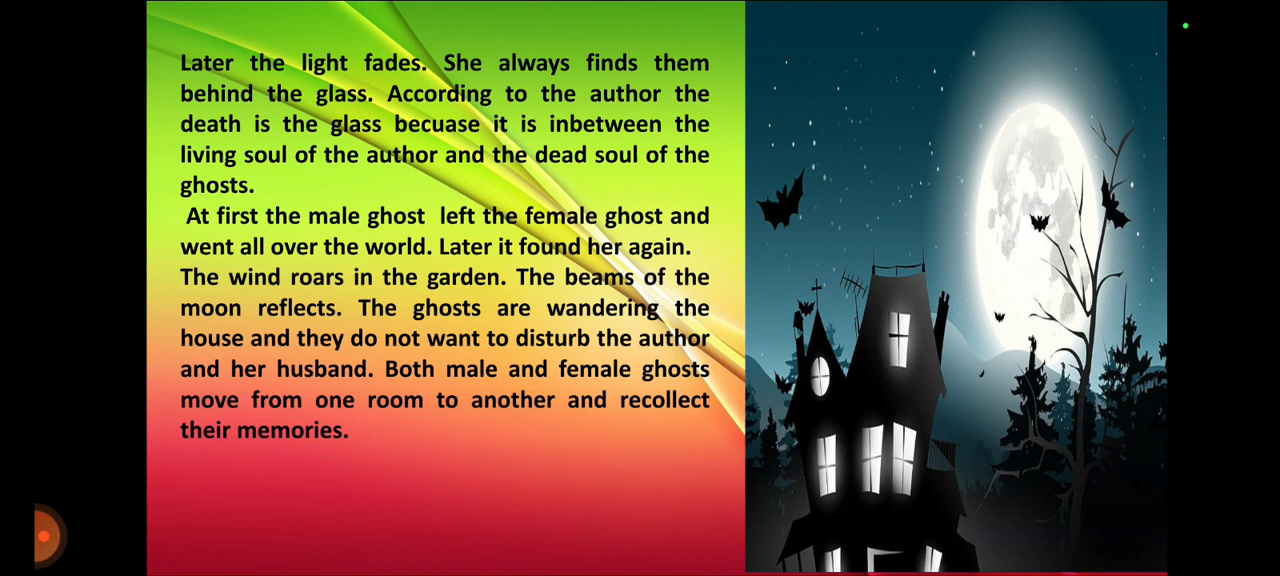 Later the light fades. She always finds them
behind the glass. According to the author the
death is the glass becuase it is inbetween the
living soul of the author and the dead soul of the
ghosts.
At first the male ghost left the female ghost and
went all over the world. Later it found her again.
The wind roars in the garden. The beams of the
moon reflects. The ghosts are wandering the
house and they do not want to disturb the author
and her husband. Both male and female ghosts
move from one room to another and recollect
their memories.